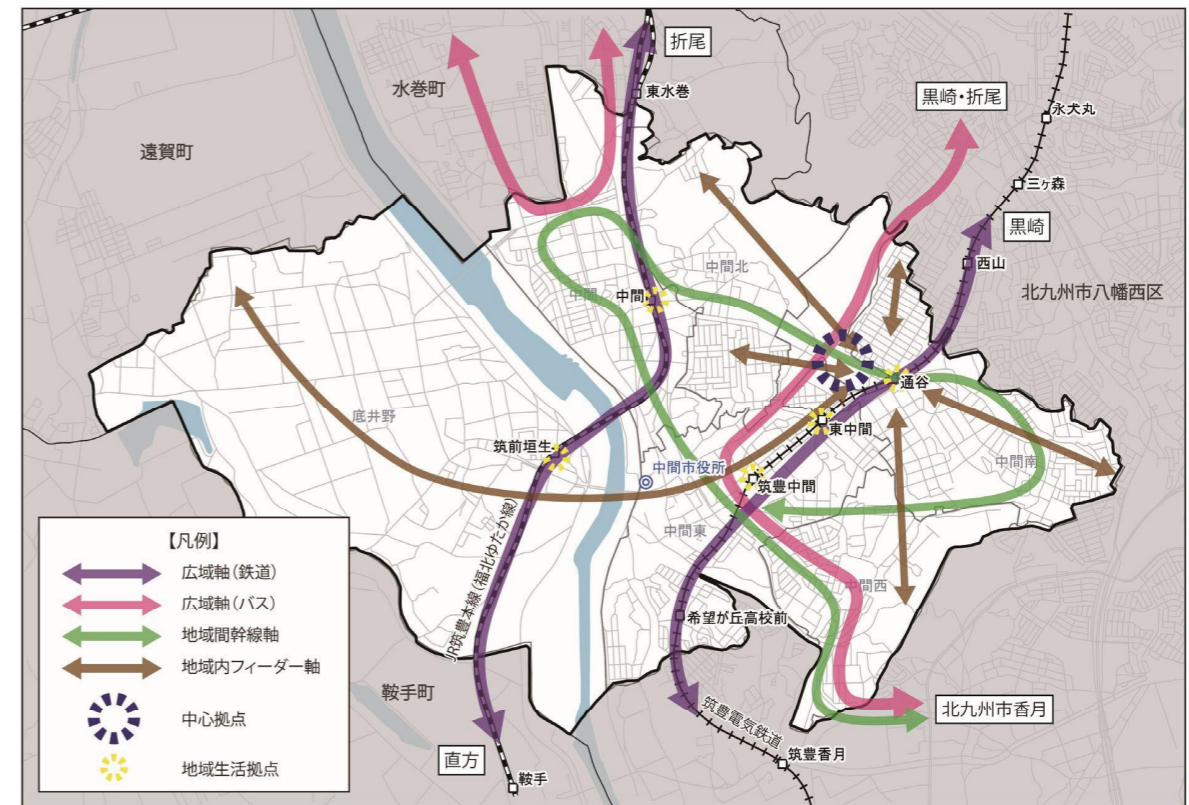 折尾
東水巻
水巻町
黒崎・折尾
永犬丸
遠賀町
三ヶ森
黒崎
西山
中間北
北九州市八幡西区
中間
中間
通谷
底井野
東中間
筑前垣生
中間市役所
中間南
筑豊中間
JR筑豊本線(福北ゆたか線)
中間東
中間西
希望が丘高校前
鞍手町
筑豊電気鉄道
北九州市香月
直方
筑豊香月
鞍手
【凡例】
広域軸(鉄道)
広域軸(バス)
地域間幹線軸
地域内フィーダー軸
中心拠点
地域生活拠点